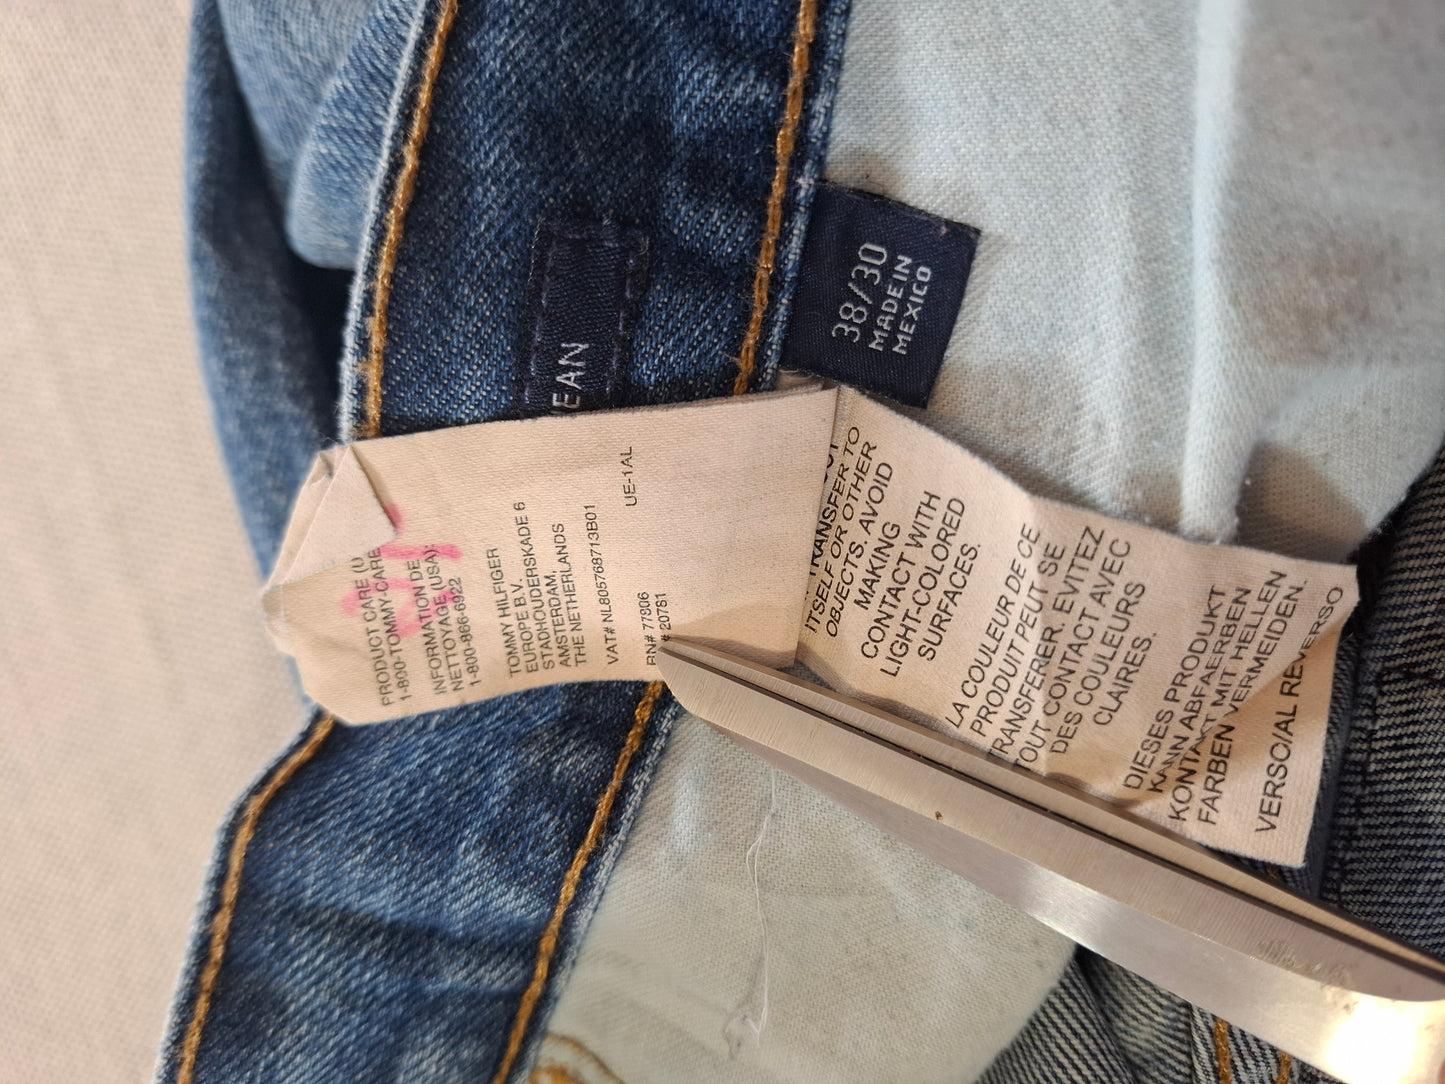 38/30
MADE IN
MEXICO
EAN
PRODUCT CARE (U
1-800-TOMMY-CARE
INFORMATION DE
NETTOYAGE (USA):
1-800-866-6922
TOMMY HILFIGER
EUROPE B.V.
STADHOUDERSKADE 6
AMSTERDAM,
THE NETHERLANDS
VAT# NL805768713B01
UE-1AL
RN# 77806
# 20781
TRANSFER TO
ITSELF OR OTHER
OBJECTS. AVOID
MAKING
CONTACT WITH
LIGHT-COLORED
SURFACES.
LA COULEUR DE CE
PRODUIT PEUT SE
TRANSFERER. EVITEZ
TOUT CONTACT AVEC
DES COULEURS
CLAIRES.
DIESES PRODUKT
KANN ABFAERBEN
KONTAKT MIT HELLEN
FARBEN VERMEIDEN.
VERSO/AL REVERSO